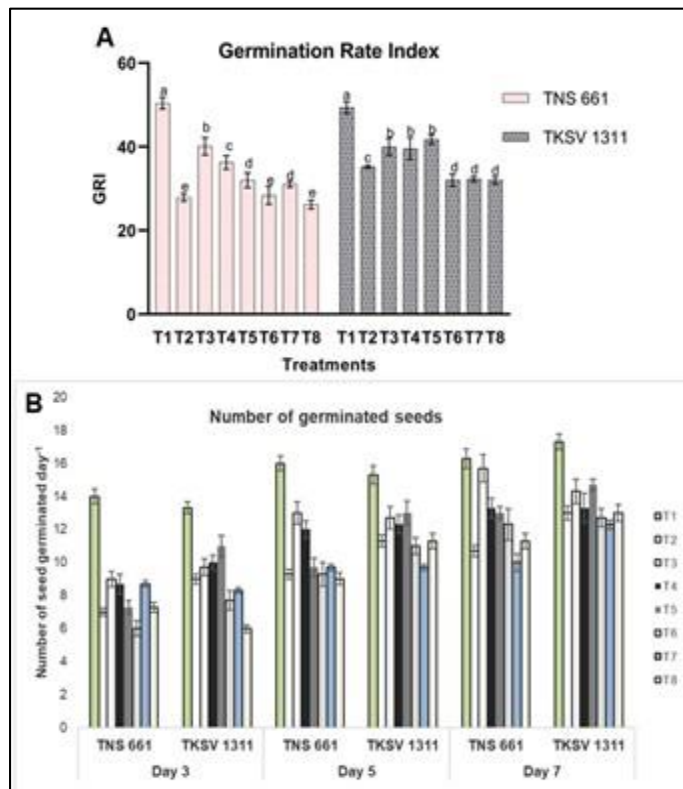 A
Germination Rate Index
60
40
20
0
GRI
a
e
b
c
d
e
d
e
a
c
b
b
b
d
d
d
TNS 661
TKSV 1311
T1 T2 T3 T4 T5 T6 T7 T8 T1 T2 T3 T4 T5 T6 T7 T8
Treatments
B
Number of germinated seeds
20
18
16
14
12
10
8
6
4
2
0
Number of seed germinated day-1
T1
T2
T3
T4
T5
T6
T7
T8
TNS 661 TKSV 1311 TNS 661 TKSV 1311 TNS 661 TKSV 1311
Day 3 Day 5 Day 7